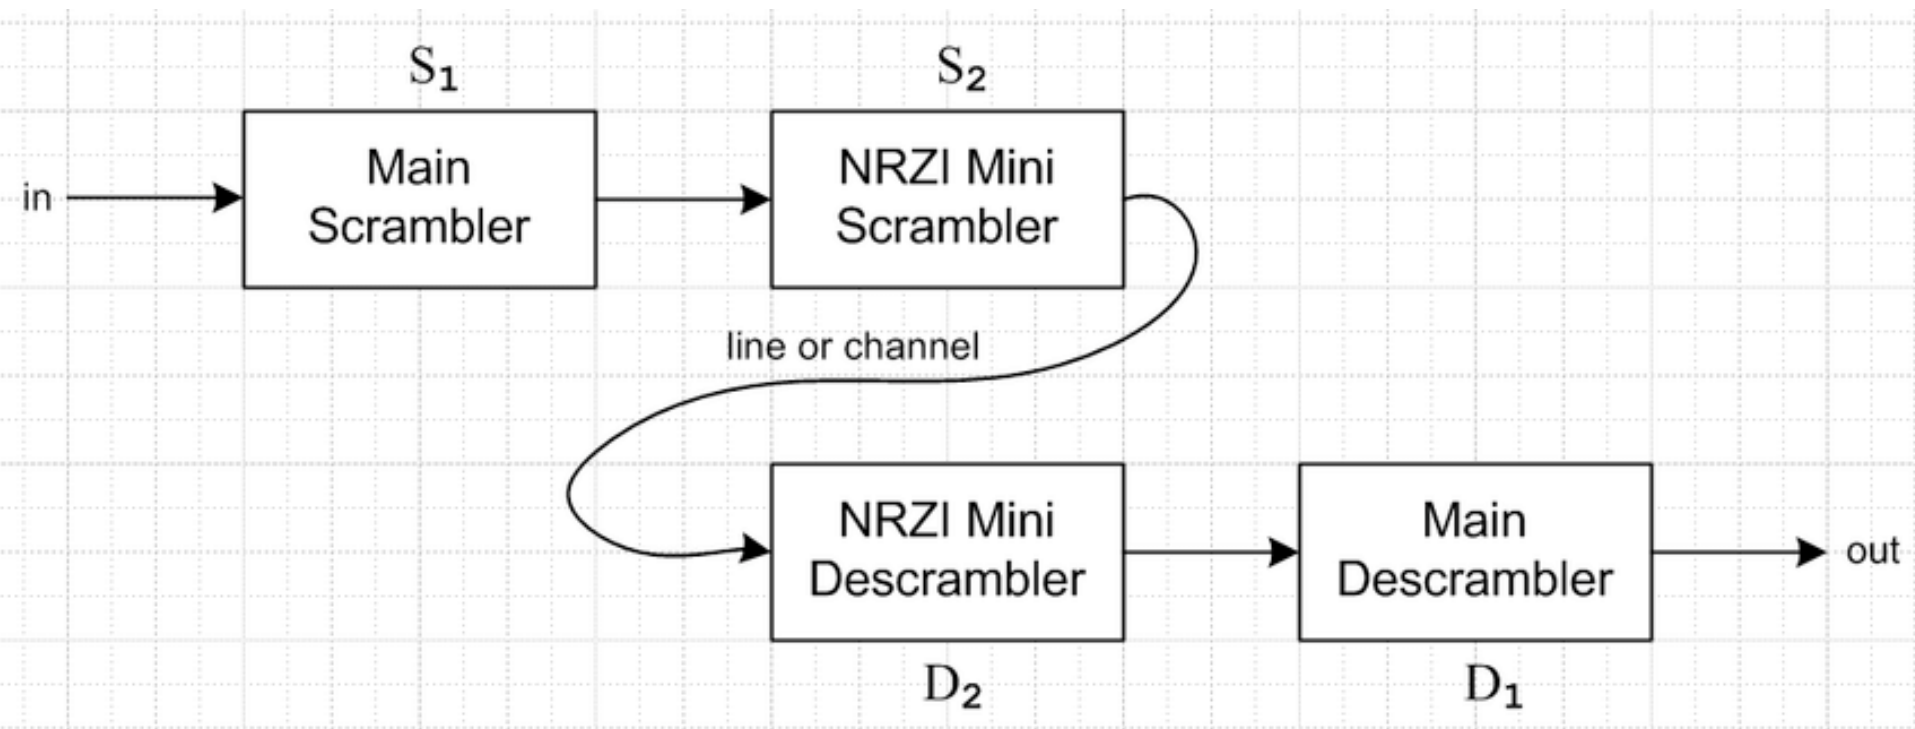 S₁
S₂
in
Main
Scrambler
NRZI Mini
Scrambler
line or channel
NRZI Mini
Descrambler
Main
Descrambler
out
D₂
D₁